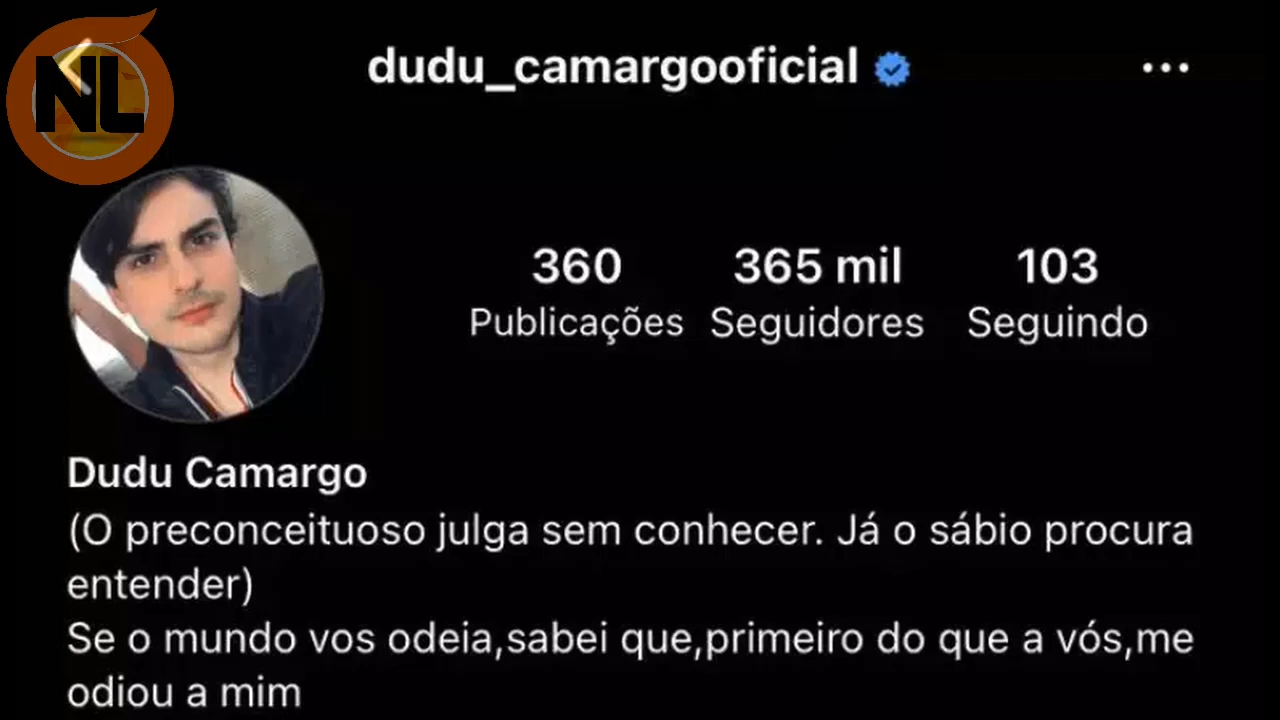 NL
dudu_camargooficial
360
365 mil
103
Publicações
Seguidores
Seguindo
Dudu Camargo
(O preconceituoso julga sem conhecer. Já o sábio procura
entender)
Se o mundo vos odeia,sabei que,primeiro do que a vós,me
odiou a mim